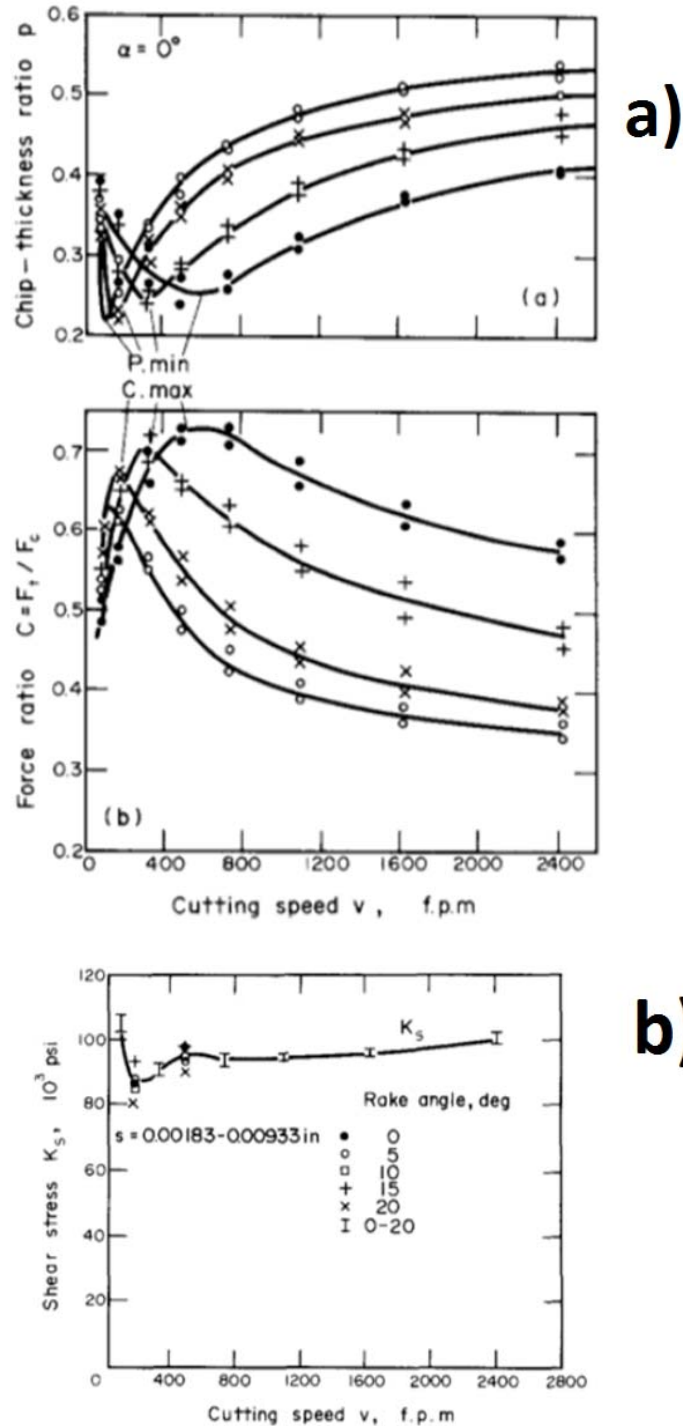 0.6
α = 0°
0.5
0.4
0.3
0.2
Chip-thickness ratio p
(a)
a)
P.min
C.max
0.7
0.6
0.5
0.4
0.3
0.2
Force ratio C=Ft/Fc
(b)
0 400 800 1200 1600 2000 2400
Cutting speed v, f.p.m
120
100
80
60
40
20
Shear stress Ks, 10³ psi
Ks
b)
Rake angle, deg
s=0.00183-0.00933in
0
5
10
15
20
0-20
0 400 800 1200 1600 2000 2400 2800
Cutting speed v, f.p.m